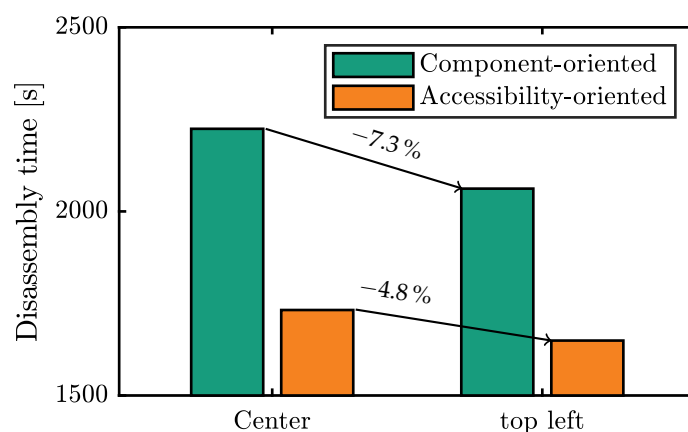 2500
Component-oriented
Accessibility-oriented
−7.3 %
2000
−4.8 %
1500
Disassembly time [s]
Center
top left